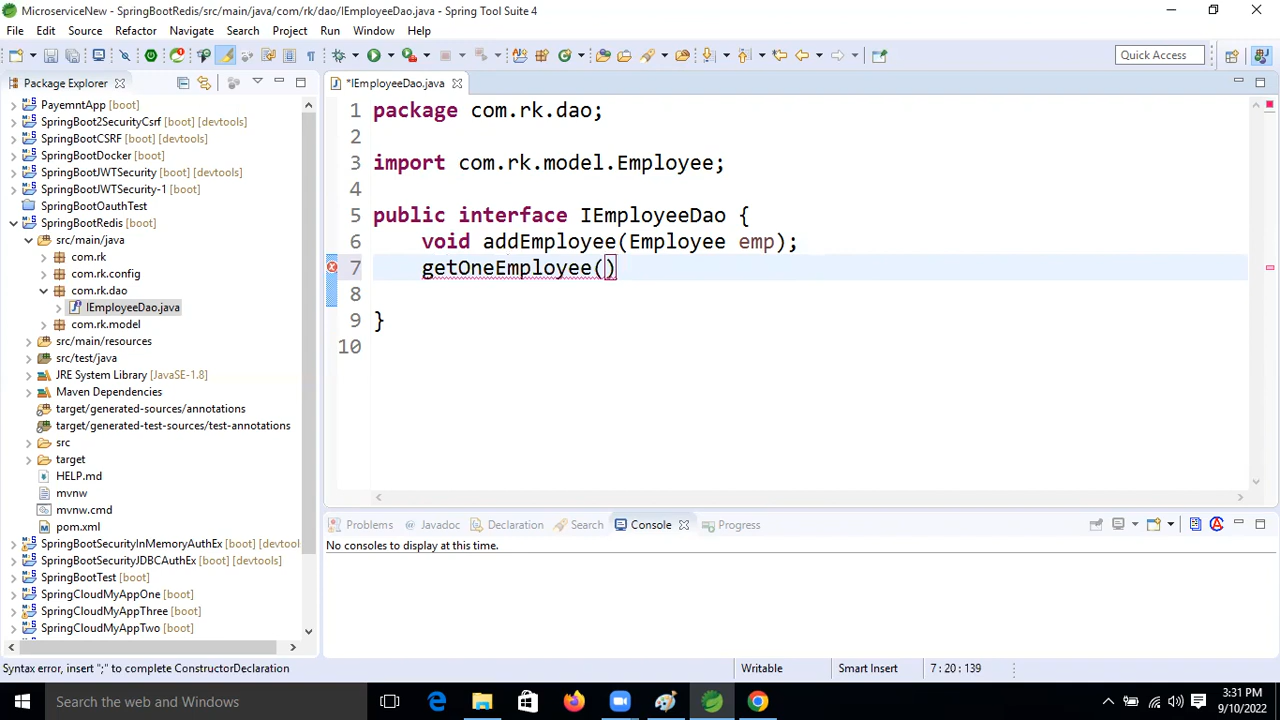 MicroserviceNew - SpringBootRedis/src/main/java/com/rk/dao/IEmployeeDao.java - Spring Tool Suite 4
File Edit Source Refactor Navigate Search Project Run Window Help
Quick Access
Package Explorer
*IEmployeeDao.java
PayemntApp [boot]
SpringBoot2SecurityCsrf [boot] [devtools]
SpringBootCSRF [boot] [devtools]
SpringBootDocker [boot]
SpringBootJWTSecurity [boot] [devtools]
SpringBootJWTSecurity-1 [boot]
SpringBootOauthTest
SpringBootRedis [boot]
src/main/java
com.rk
com.rk.config
com.rk.dao
IEmployeeDao.java
com.rk.model
src/main/resources
src/test/java
JRE System Library [JavaSE-1.8]
Maven Dependencies
target/generated-sources/annotations
target/generated-test-sources/test-annotations
src
target
HELP.md
mvnw
mvnw.cmd
pom.xml
SpringBootSecurityInMemoryAuthEx [boot] [devtool
SpringBootSecurityJDBCAuthEx [boot] [devtools]
SpringBootTest [boot]
SpringCloudMyAppOne [boot]
SpringCloudMyAppThree [boot]
SpringCloudMyAppTwo [boot]
1 package com.rk.dao;
2
3 import com.rk.model.Employee;
4
5 public interface IEmployeeDao {
6 void addEmployee(Employee emp);
7 getOneEmployee()
8
9 }
10
Problems @ Javadoc Declaration Search Console Progress
No consoles to display at this time.
Syntax error, insert ";" to complete ConstructorDeclaration
Writable
Smart Insert
7 : 20 : 139
Search the web and Windows
3:31 PM
9/10/2022